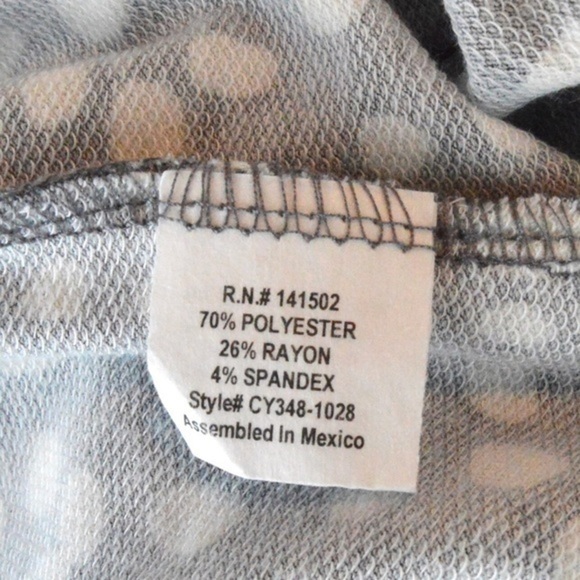 R.N.# 141502
70% POLYESTER
26% RAYON
4% SPANDEX
Style# CY348-1028
Assembled In Mexico